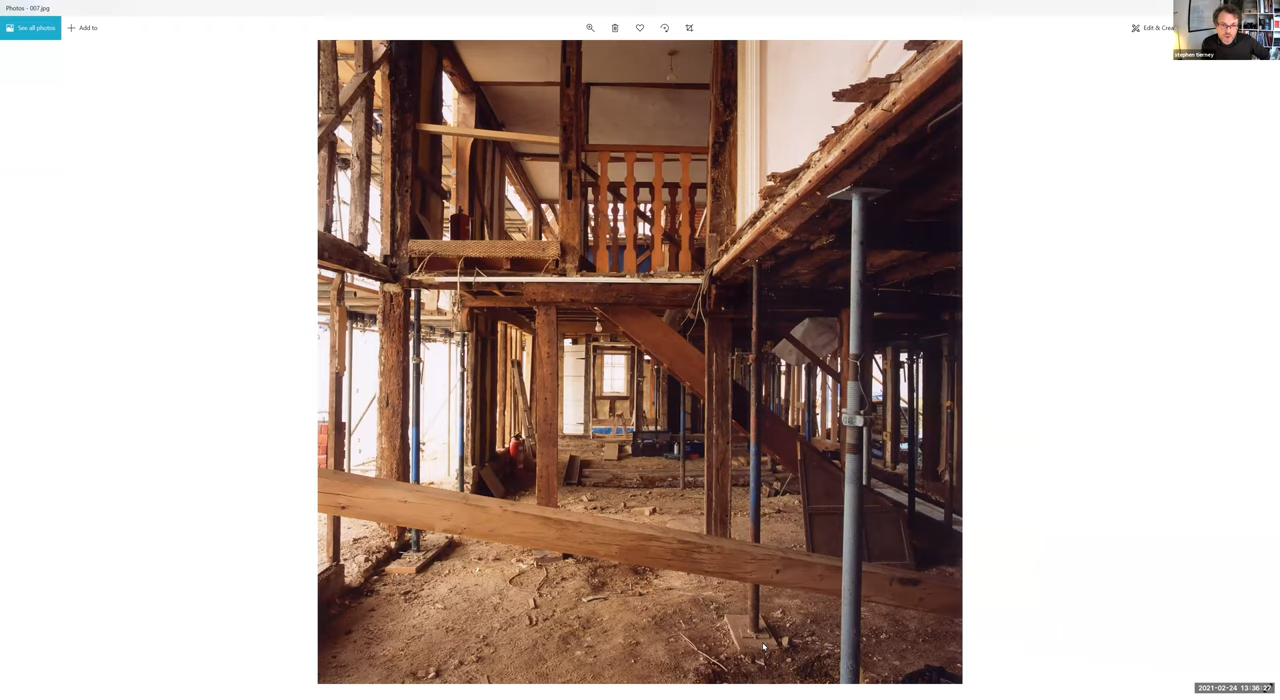 Photos - 007.jpg
See all photos
Add to
Edit & Crea
stephen tierney
2021-02-24 13:36:27